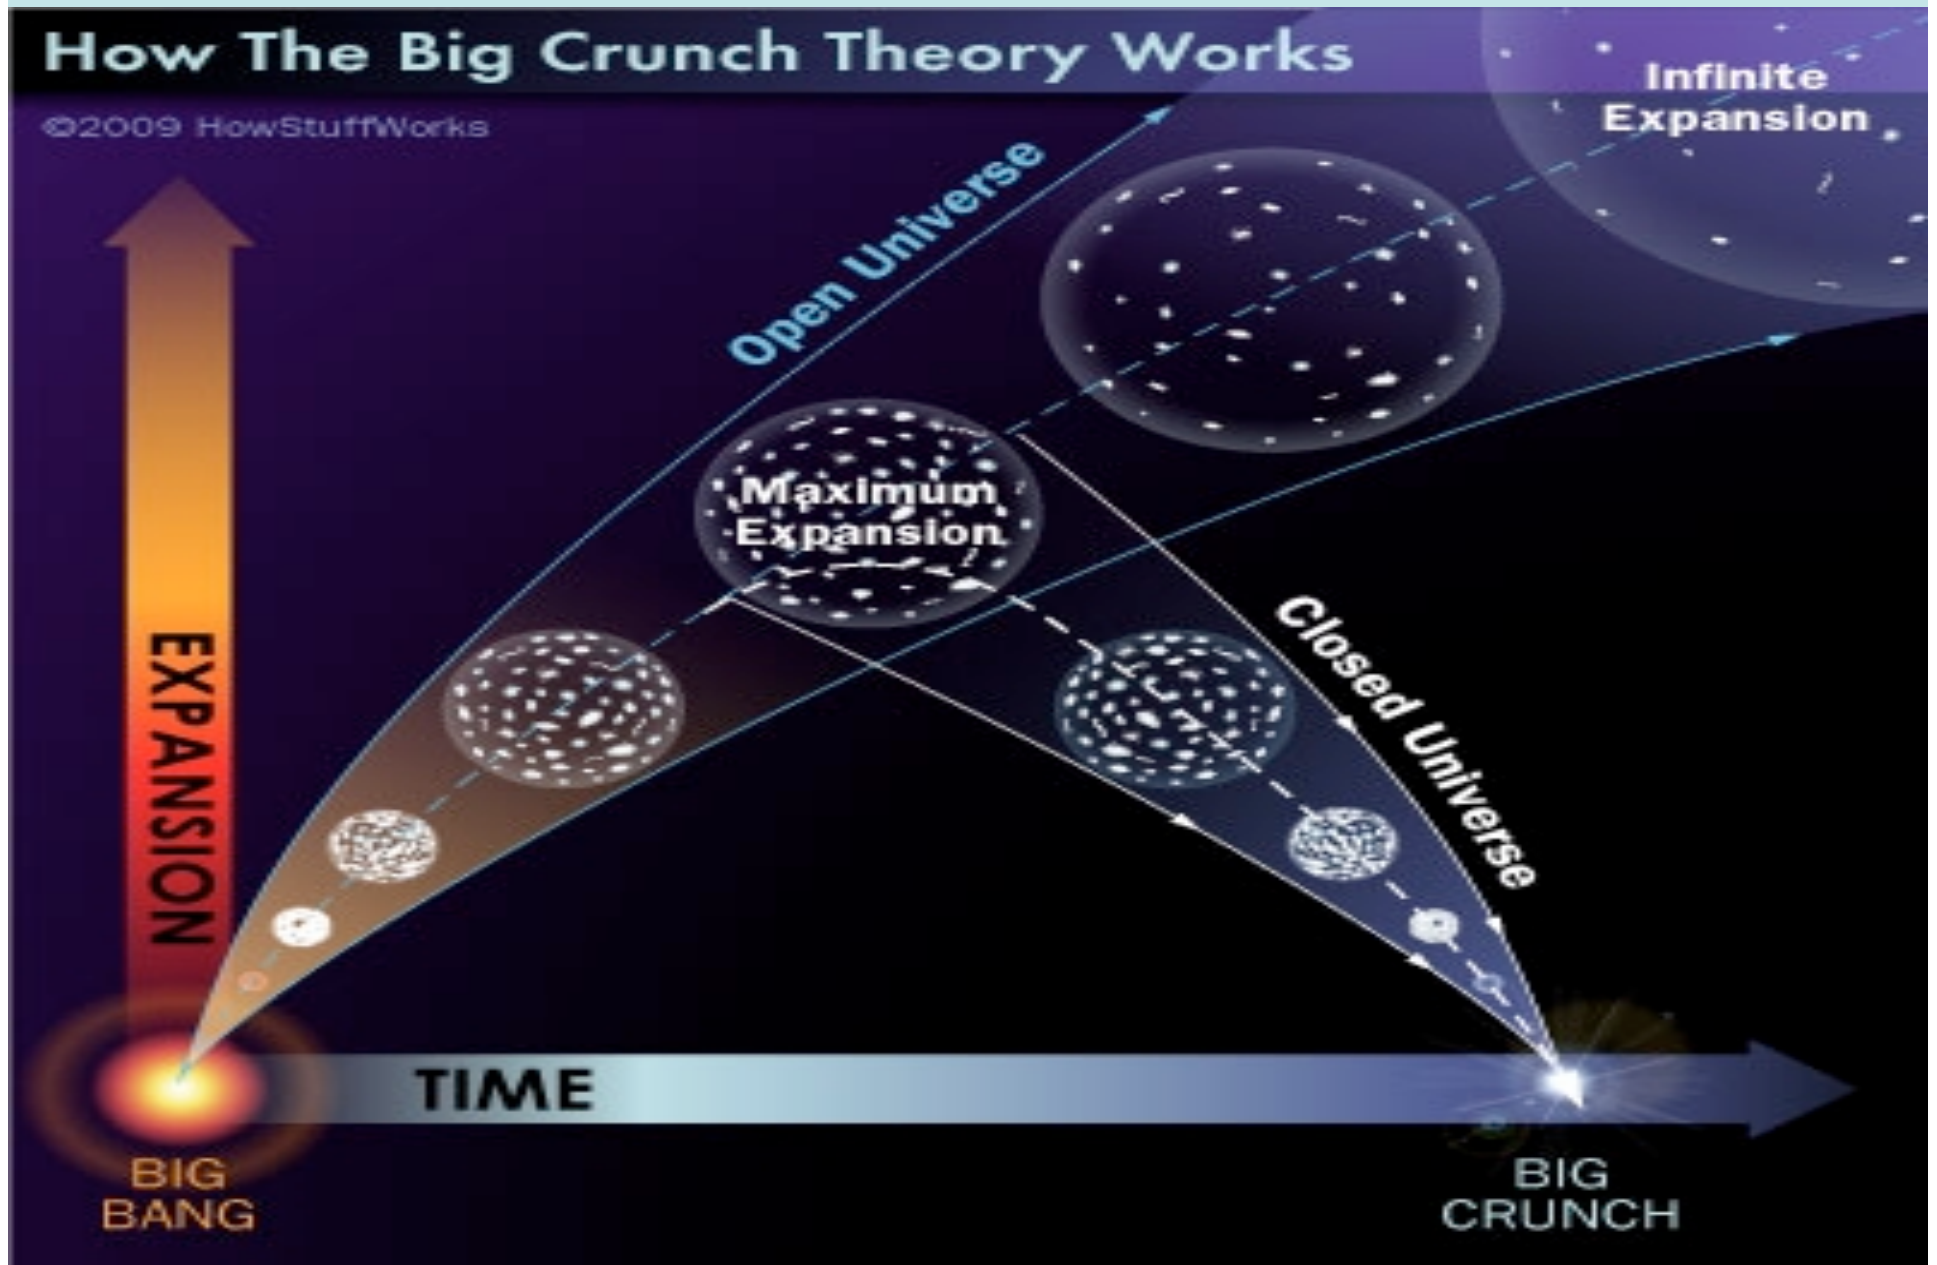 How The Big Crunch Theory Works
©2009 HowStuffWorks
Infinite
Expansion
Open Universe
Maximum
Expansion
Closed Universe
EXPANSION
TIME
BIG
BANG
BIG
CRUNCH